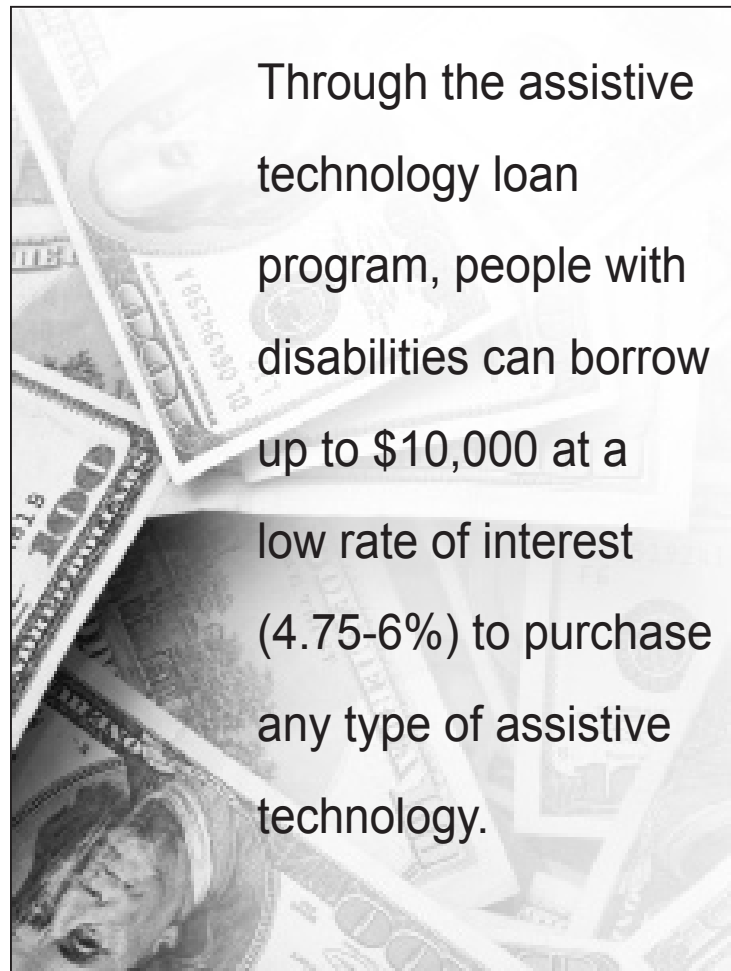 Through the assistive
technology loan
program, people with
disabilities can borrow
up to $10,000 at a
low rate of interest
(4.75-6%) to purchase
any type of assistive
technology.
100